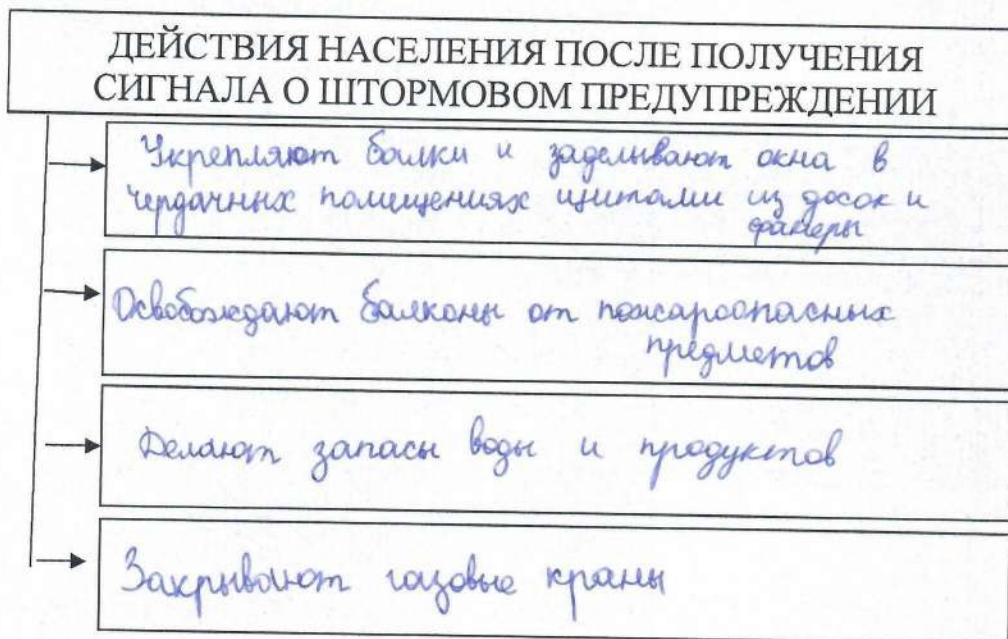 ДЕЙСТВИЯ НАСЕЛЕНИЯ ПОСЛЕ ПОЛУЧЕНИЯ
СИГНАЛА О ШТОРМОВОМ ПРЕДУПРЕЖДЕНИИ
Укрепляют балки и заделывают окна в
чердачных помещениях щитами из досок и
фанеры
Освобождают балконы от пожароопасных
предметов
Делают запасы воды и продуктов
Закрывают газовые краны